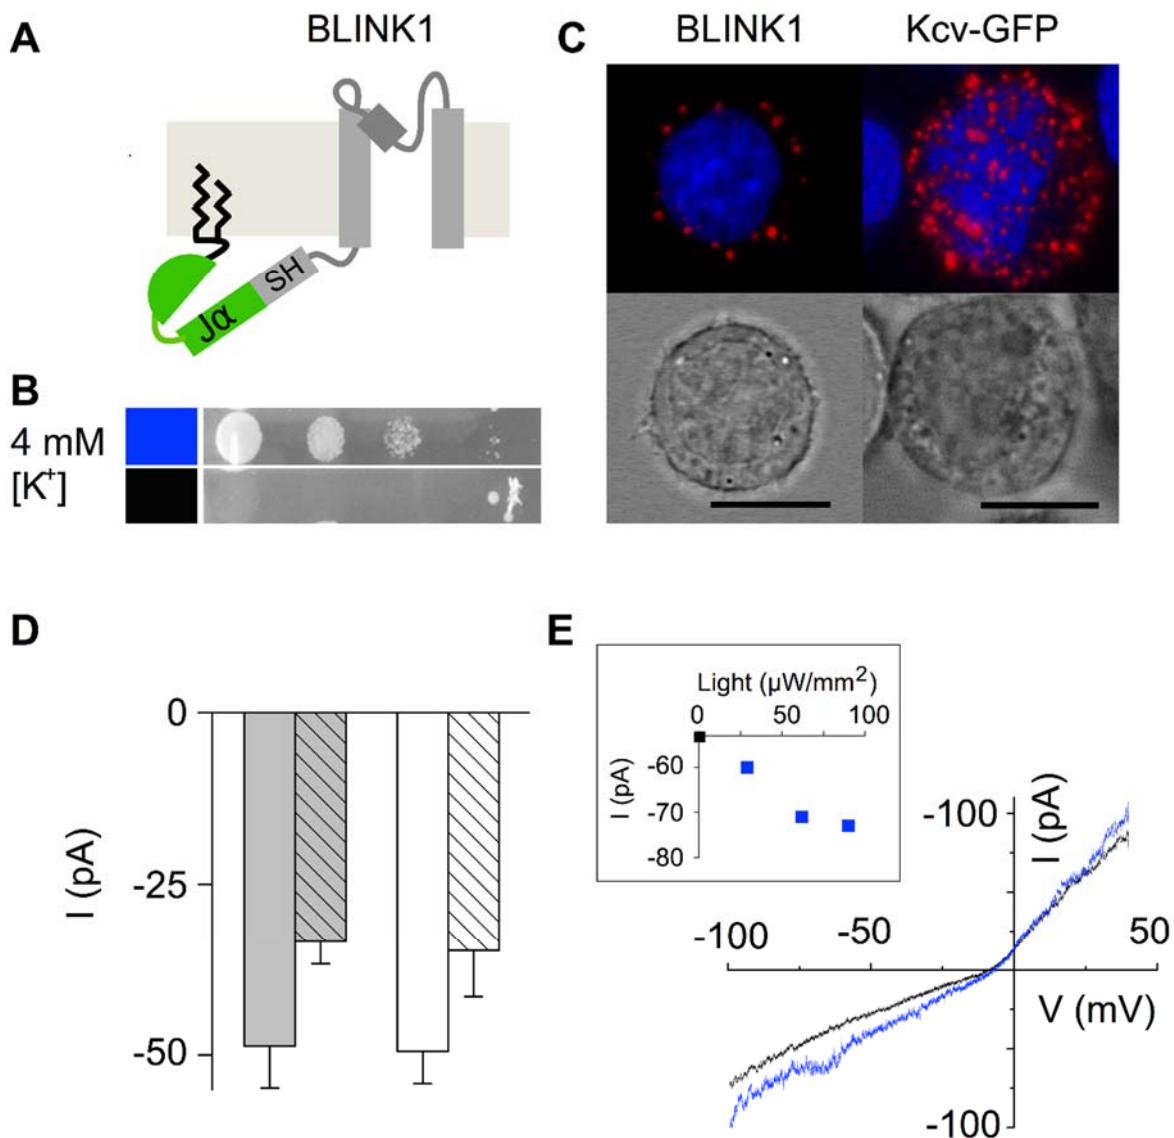 A
BLINK1
Jα
SH
B
4 mM
[K+]
C
BLINK1
Kcv-GFP
D
0
-25
-50
I (pA)
E
Light (μW/mm2)
0
50
100
-60
-70
-80
I (pA)
-100
I (pA)
-100
-50
50
V (mV)
-100